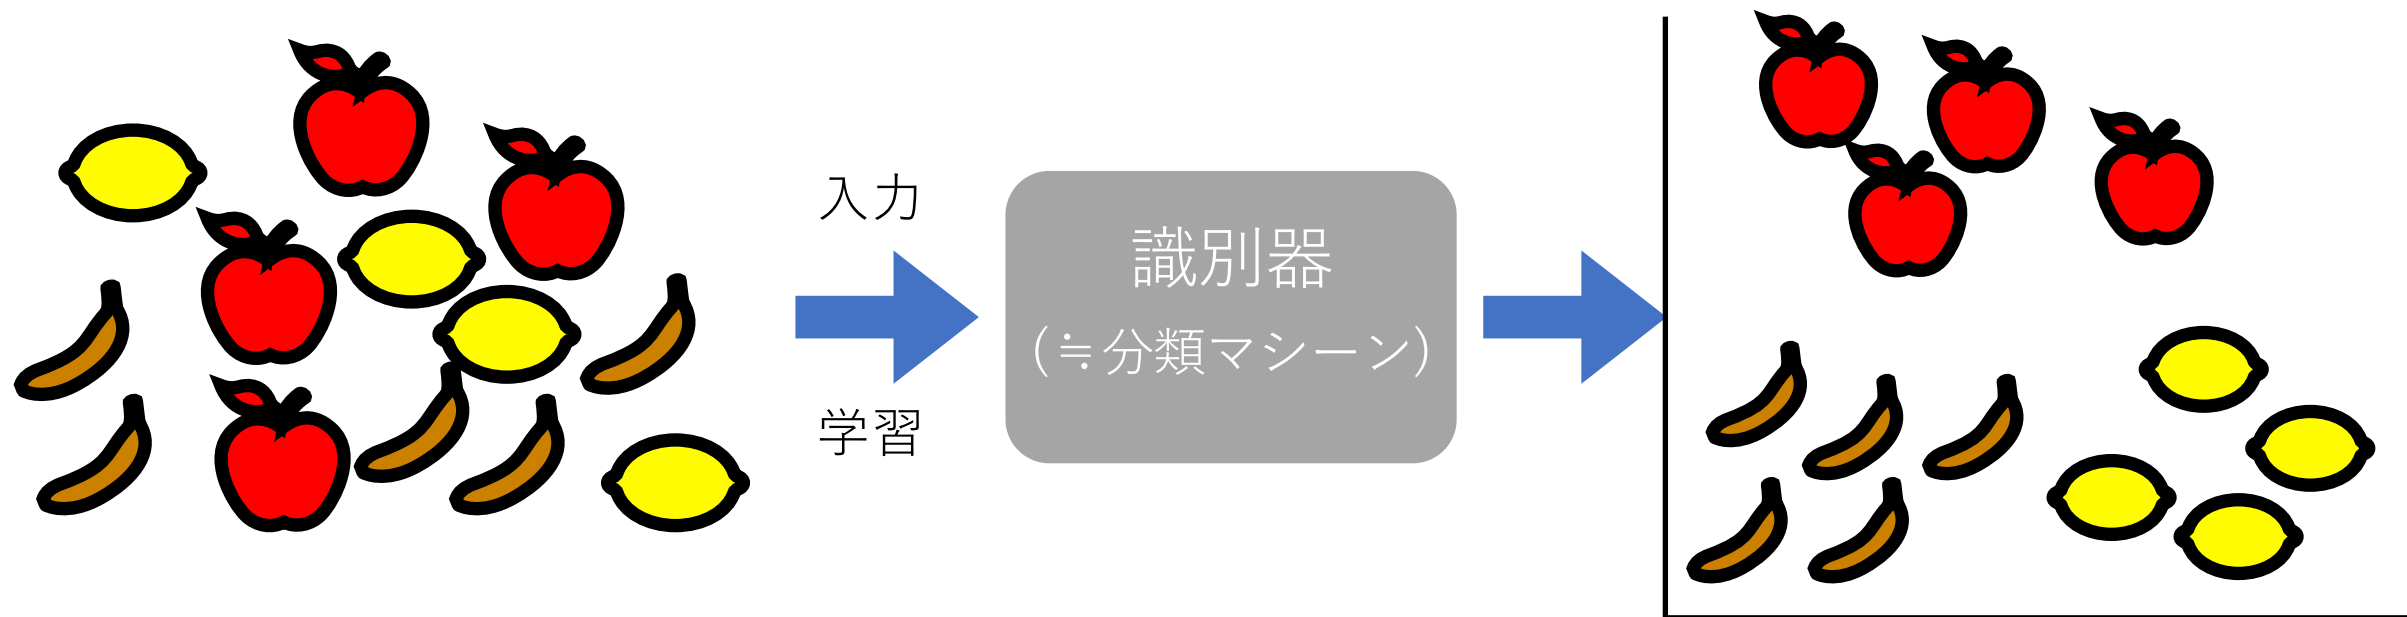 入力
学習
識別器
(≒分類マシーン)